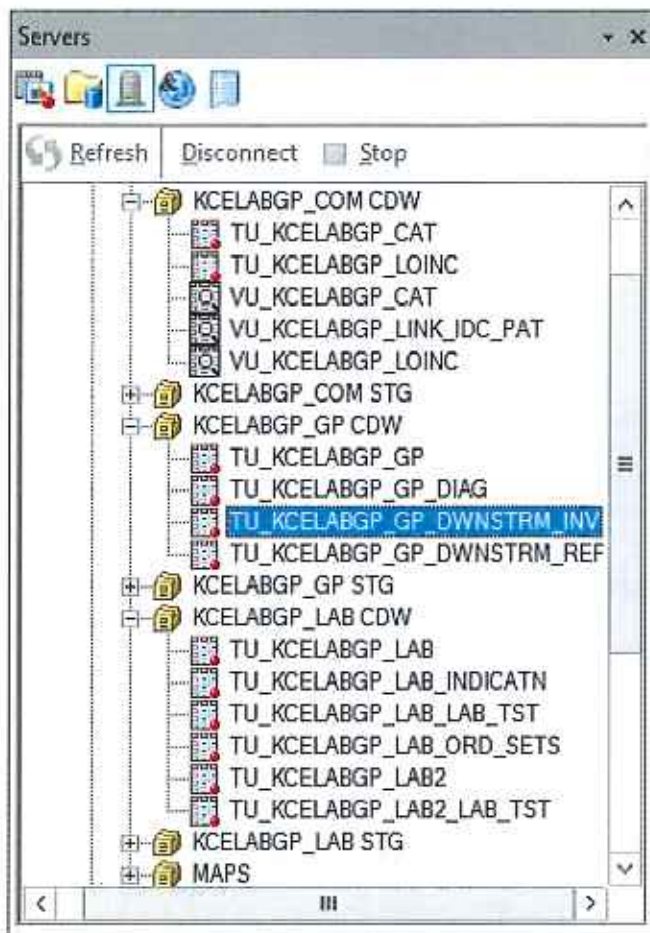 Servers
Refresh Disconnect Stop
KCELABGP_COM CDW
TU_KCELABGP_CAT
TU_KCELABGP_LOINC
VU_KCELABGP_CAT
VU_KCELABGP_LINK_IDC_PAT
VU_KCELABGP_LOINC
KCELABGP_COM STG
KCELABGP_GP CDW
TU_KCELABGP_GP
TU_KCELABGP_GP_DIAG
TU_KCELABGP_GP_DWNSTRM_INV
TU_KCELABGP_GP_DWNSTRM_REF
KCELABGP_GP STG
KCELABGP_LAB CDW
TU_KCELABGP_LAB
TU_KCELABGP_LAB_INDICATN
TU_KCELABGP_LAB_LAB_TST
TU_KCELABGP_LAB_ORD_SETS
TU_KCELABGP_LAB2
TU_KCELABGP_LAB2_LAB_TST
KCELABGP_LAB STG
MAPS